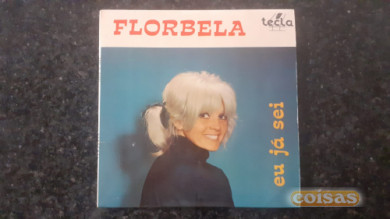 FLORBELA
tecla
eu já sei
coisas